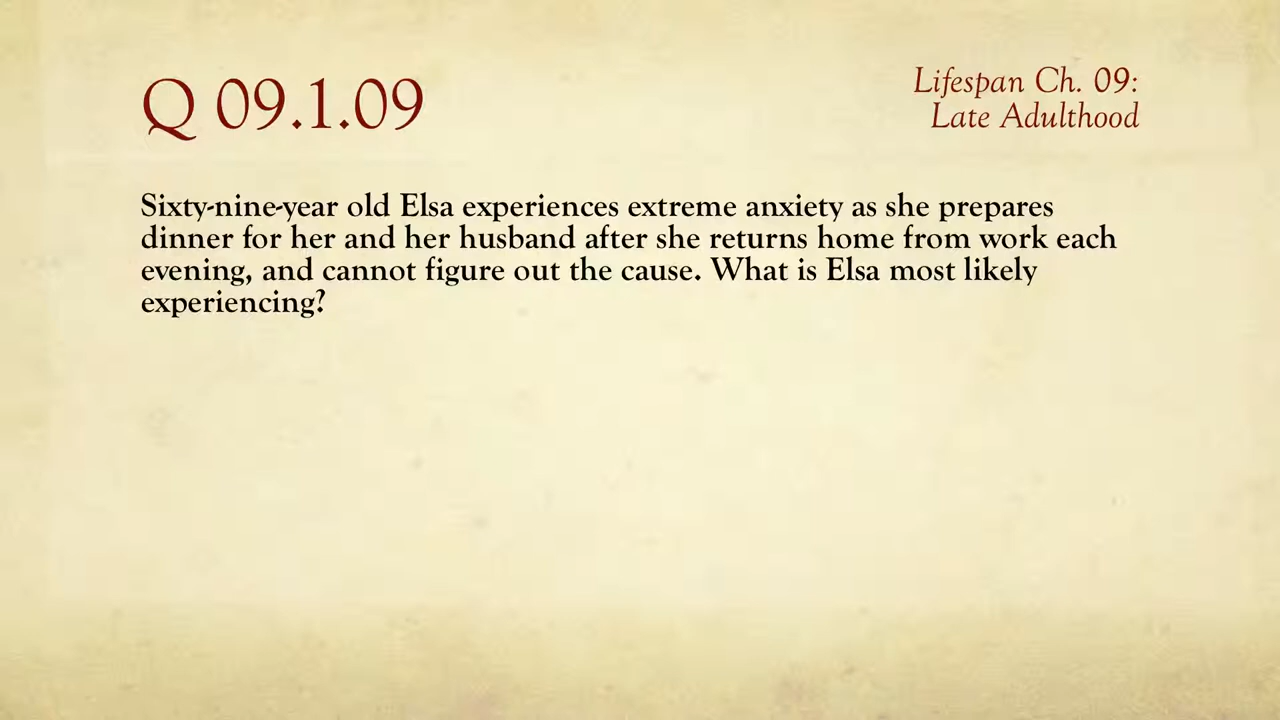 Q 09.1.09
Lifespan Ch. 09:
Late Adulthood
Sixty-nine-year old Elsa experiences extreme anxiety as she prepares
dinner for her and her husband after she returns home from work each
evening, and cannot figure out the cause. What is Elsa most likely
experiencing?